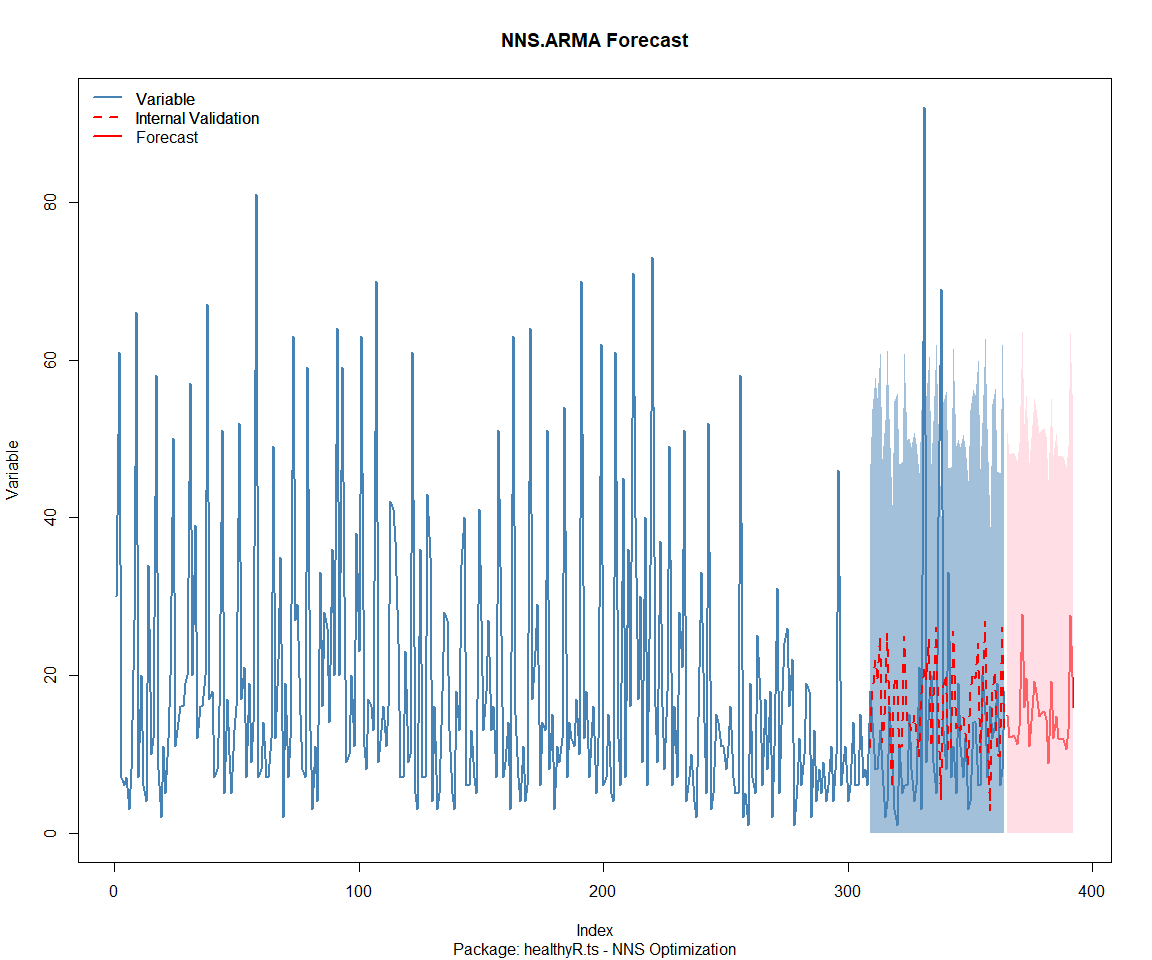 NNS.ARMA Forecast
Variable
Internal Validation
Forecast
80
60
40
20
0
Variable
0
100
200
300
400
Index
Package: healthyR.ts - NNS Optimization